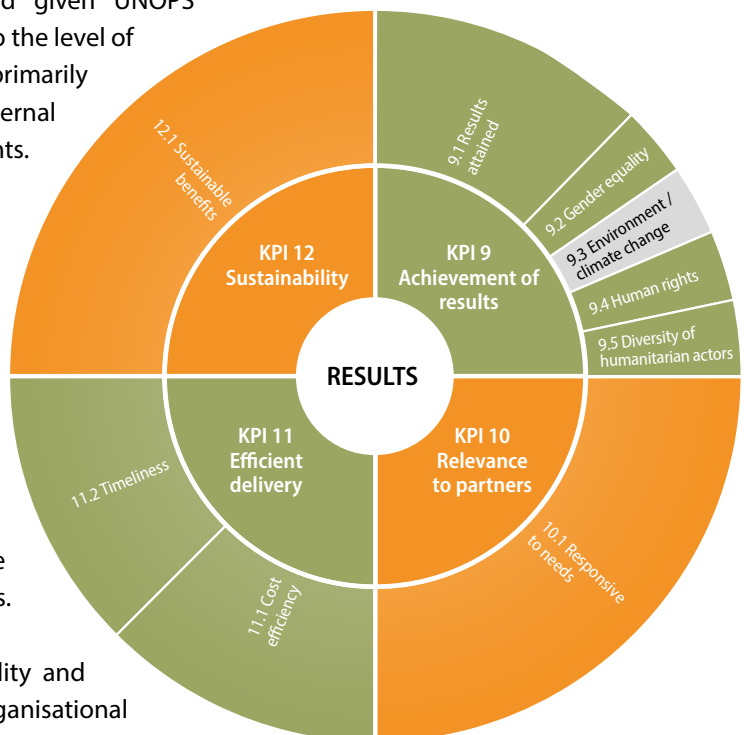 d given UNOPS
o the level of
primarily
ernal
nts.
12.1 Sustainable
benefits
9.1 Results
attained
9.2 Gender equality
9.3 Environment /
climate change
9.4 Human rights
9.5 Diversity of
humanitarian actors
KPI 12
Sustainability
KPI 9
Achievement of
results
RESULTS
KPI 11
Efficient
delivery
KPI 10
Relevance
to partners
11.2 Timeliness
11.1 Cost
efficiency
10.1 Responsive
to needs
e
s.
lity and
ganisational